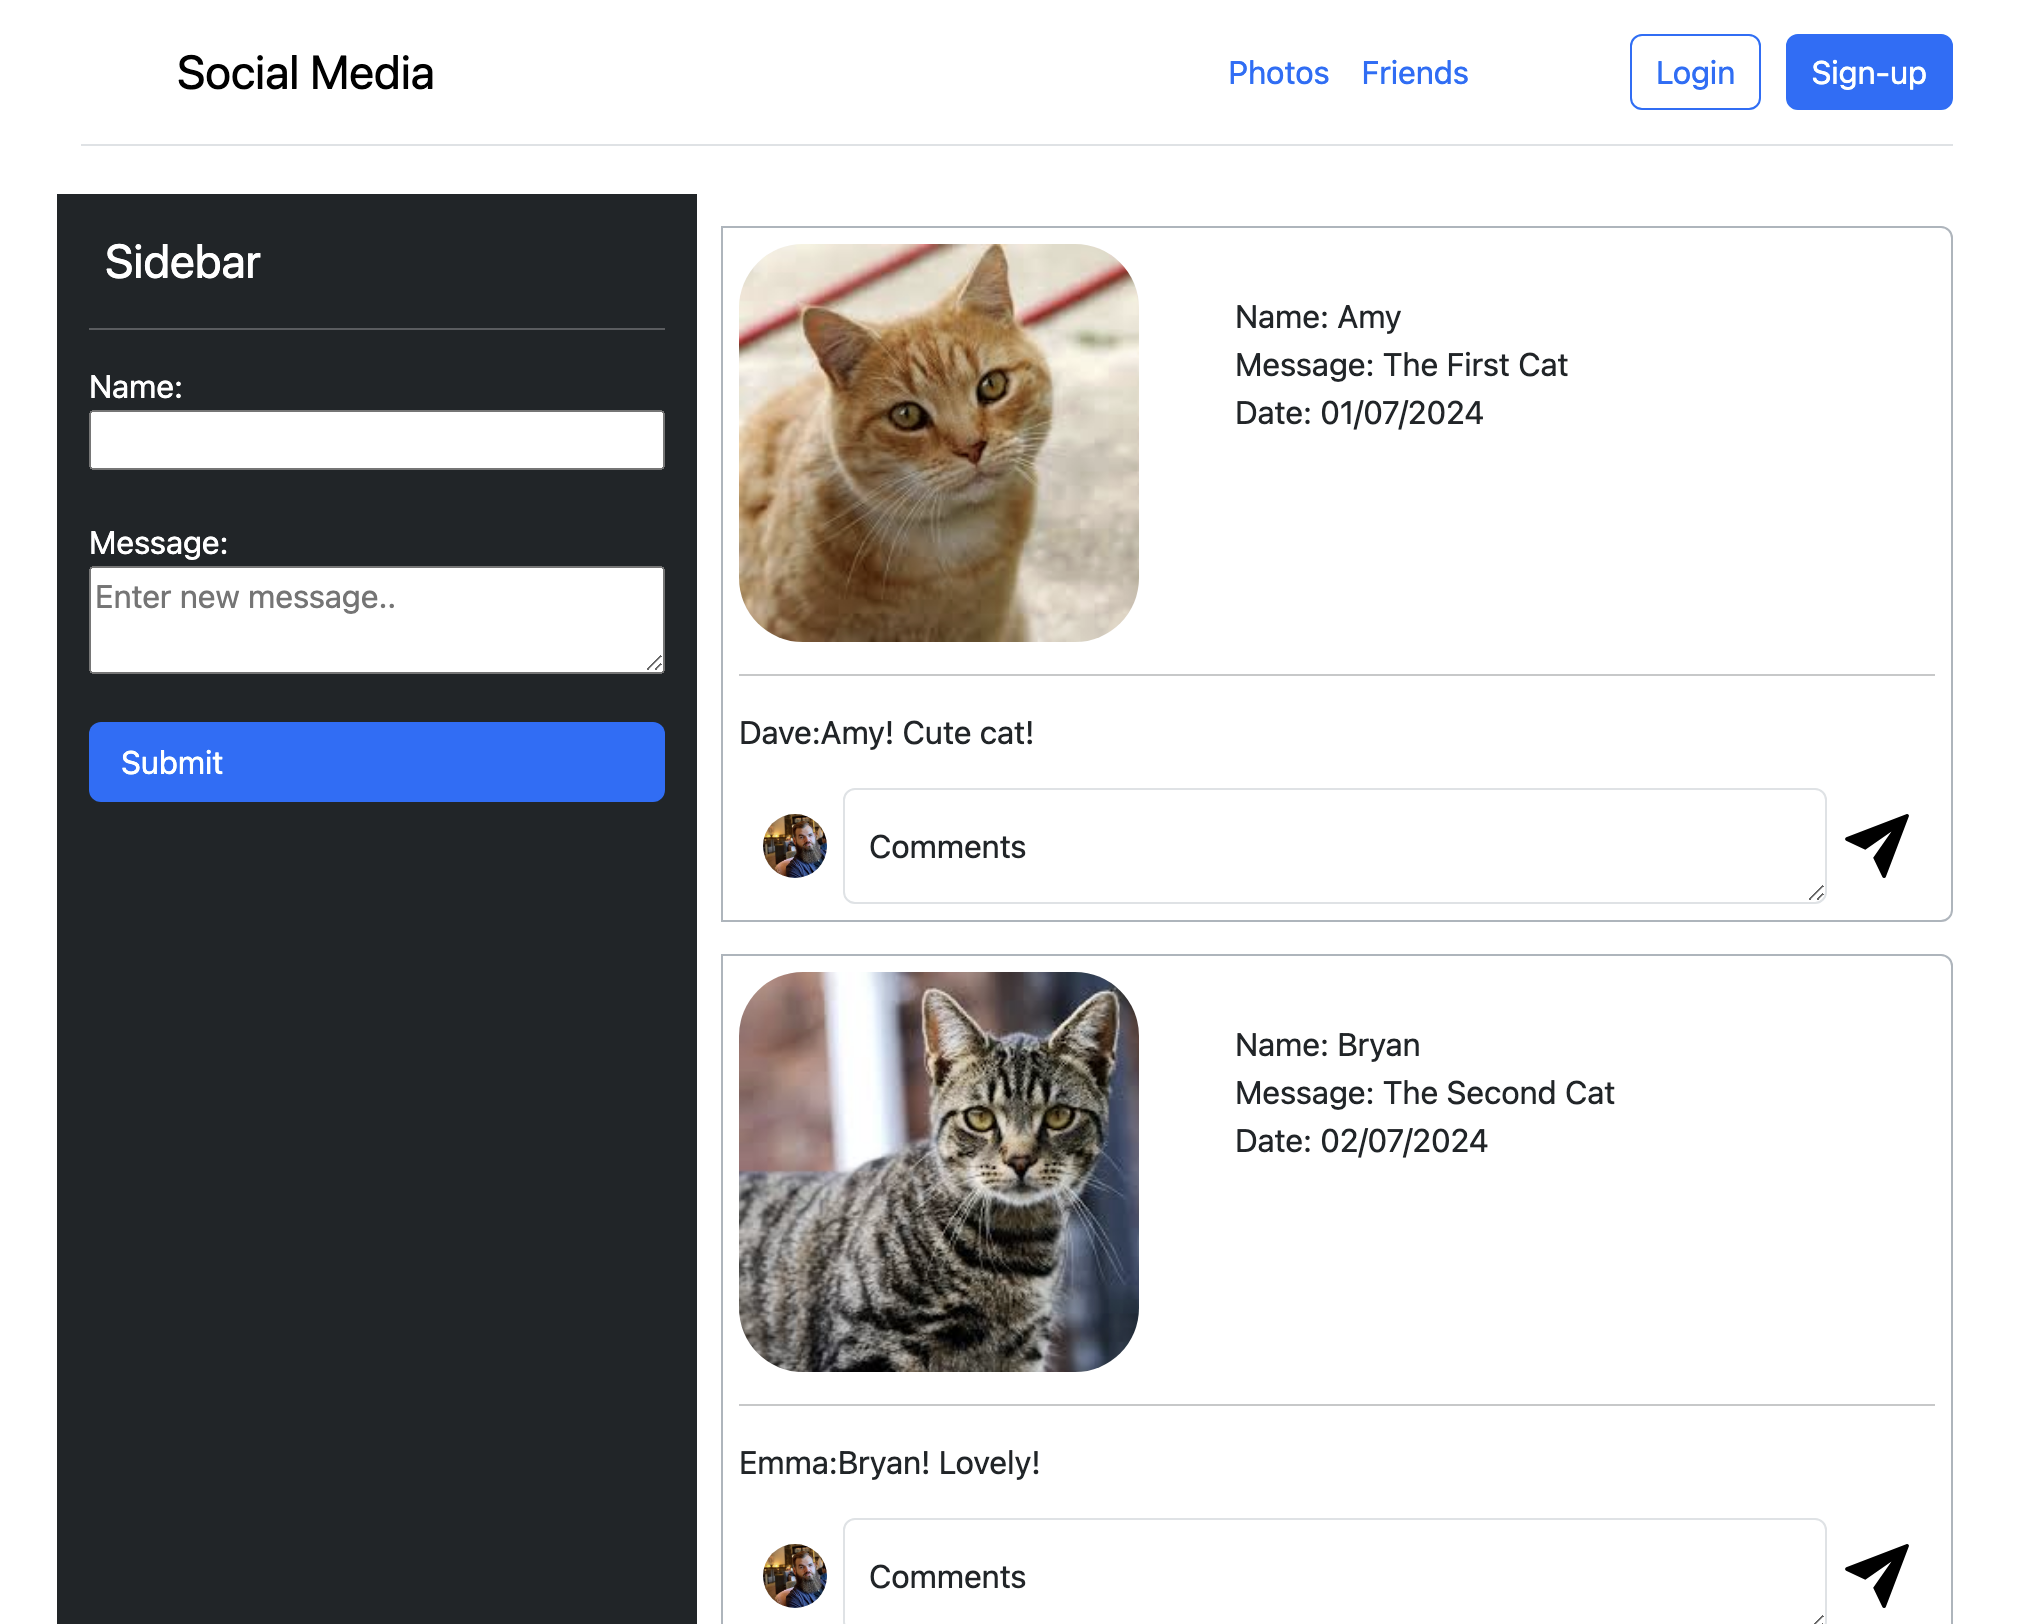 Social Media
Photos Friends
Login
Sign-up
Sidebar
Name:
Message:
Enter new message..
Submit
Name: Amy
Message: The First Cat
Date: 01/07/2024
Dave:Amy! Cute cat!
Comments
Name: Bryan
Message: The Second Cat
Date: 02/07/2024
Emma:Bryan! Lovely!
Comments